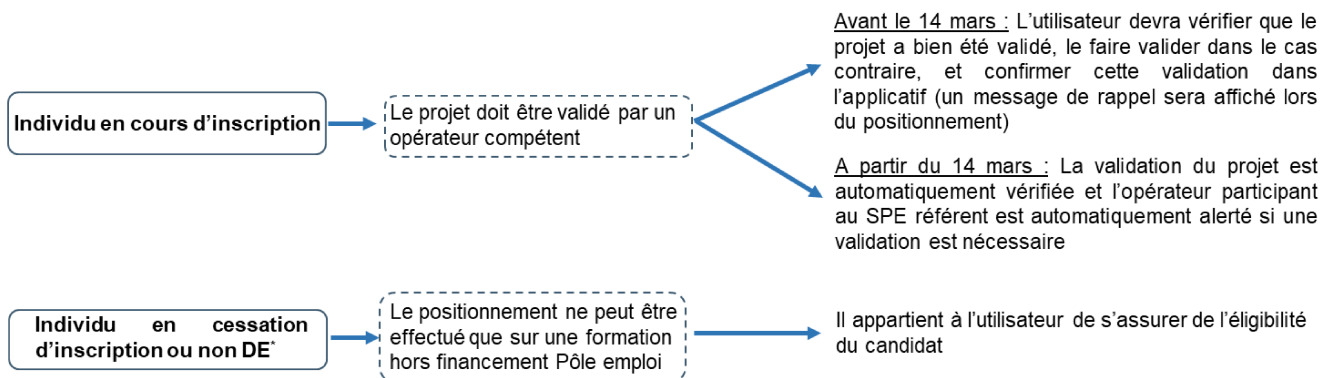 Individu en cours d’inscription
Le projet doit être validé par un
opérateur compétent
Avant le 14 mars : L’utilisateur devra vérifier que le
projet a bien été validé, le faire valider dans le cas
contraire, et confirmer cette validation dans
l’applicatif (un message de rappel sera affiché lors
du positionnement)
A partir du 14 mars : La validation du projet est
automatiquement vérifiée et l’opérateur participant
au SPE référent est automatiquement alerté si une
validation est nécessaire
Individu en cessation
d’inscription ou non DE*
Le positionnement ne peut être
effectué que sur une formation
hors financement Pôle emploi
Il appartient à l’utilisateur de s’assurer de l’éligibilité
du candidat